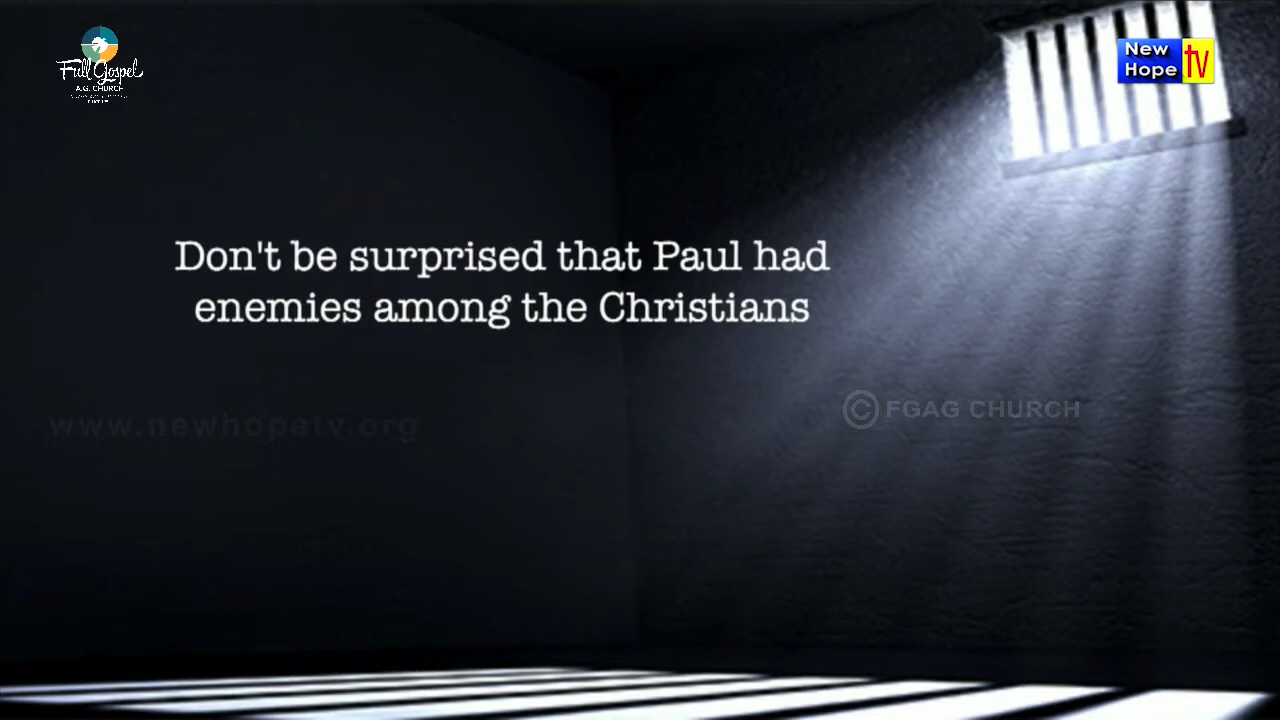 Full Gospel
A.G. CHURCH
New
Hope
TV
Don't be surprised that Paul had
enemies among the Christians
© FGAG CHURCH
www.newhopetv.org